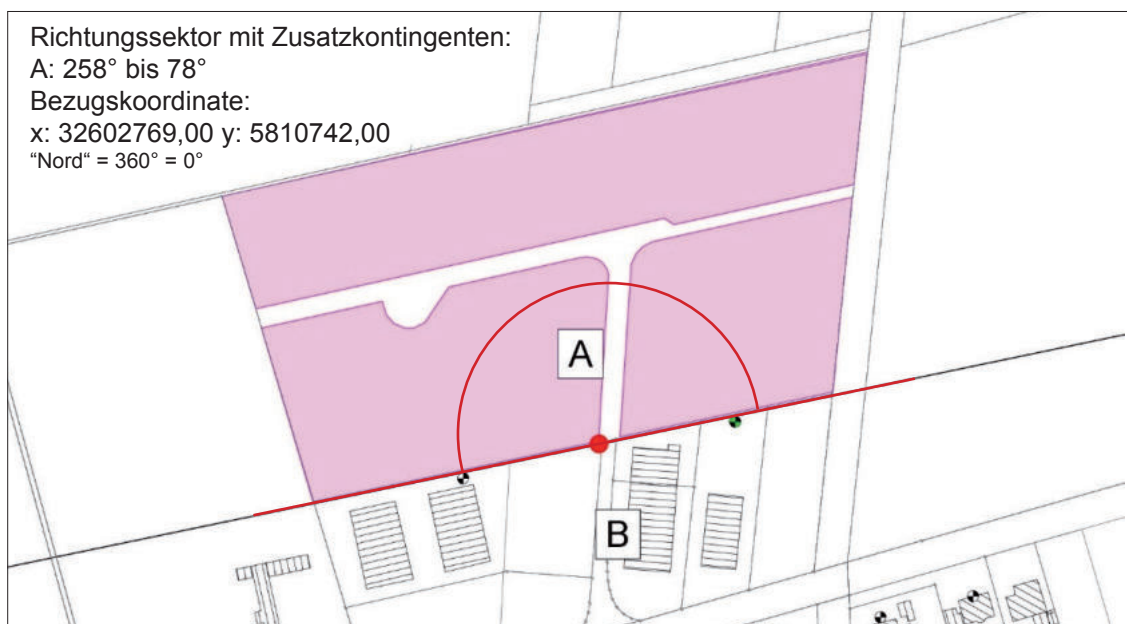 Richtungssektor mit Zusatzkontingenten:
A: 258° bis 78°
Bezugskoordinate:
x: 32602769,00 y: 5810742,00
“Nord“ = 360° = 0°
A
B